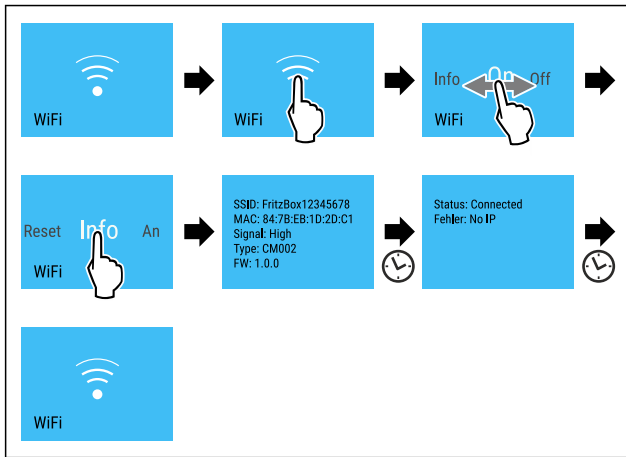 WiFi
WiFi
Info On Off
WiFi
Reset Info An
WiFi
SSID: FritzBox12345678
MAC: 84:7B:EB:1D:2D:C1
Signal: High
Type: CM002
FW: 1.0.0
Status: Connected
Fehler: No IP
WiFi